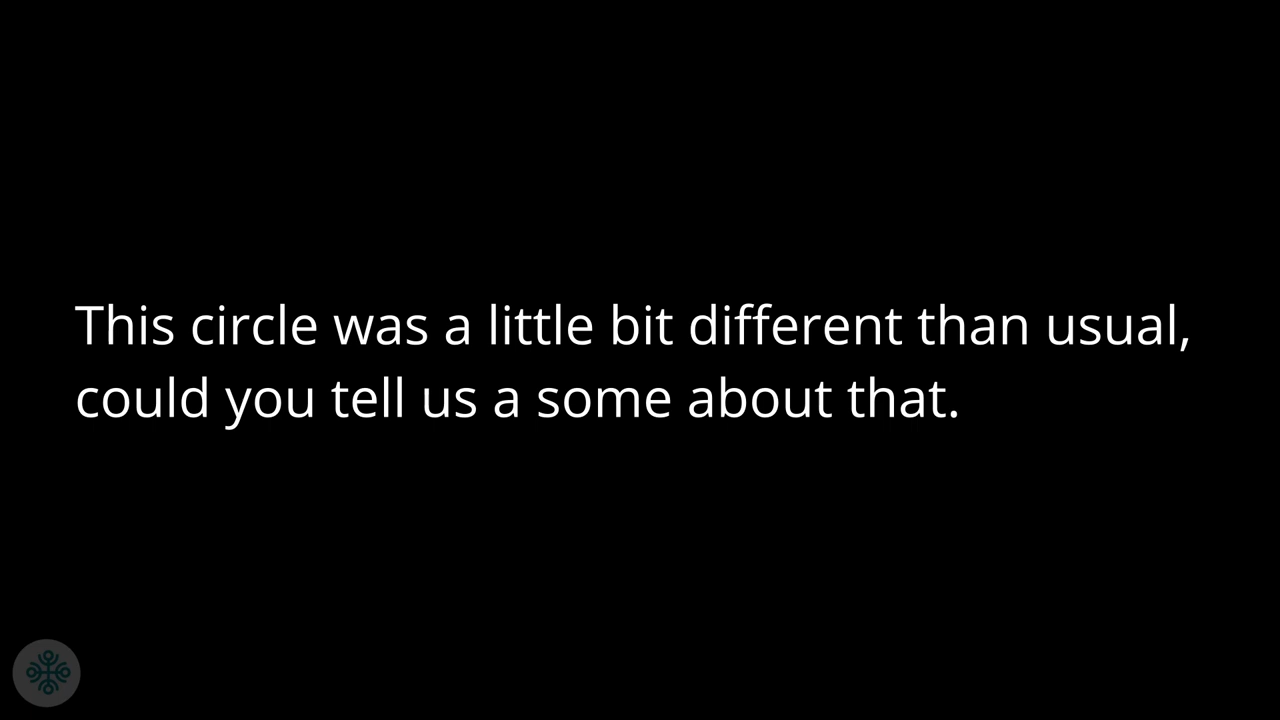 This circle was a little bit different than usual,
could you tell us a some about that.